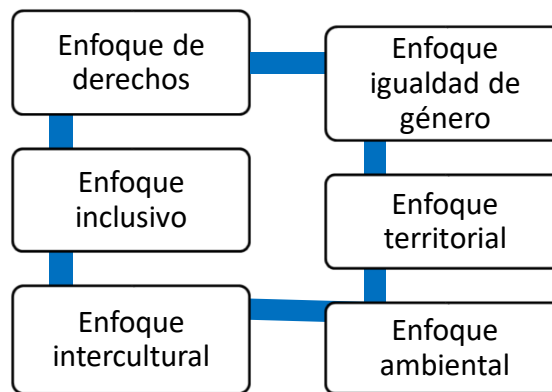 Enfoque de
derechos
Enfoque
igualdad de
género
Enfoque
inclusivo
Enfoque
territorial
Enfoque
intercultural
Enfoque
ambiental